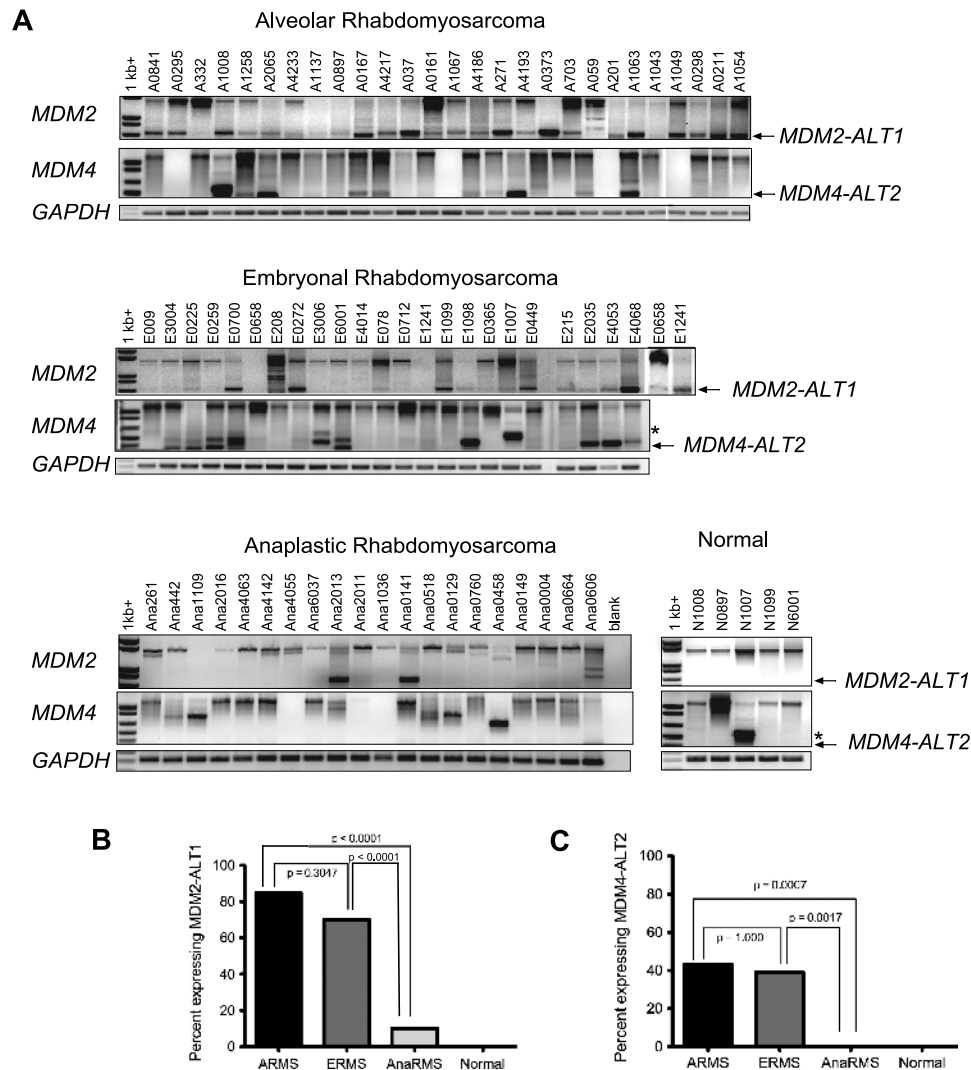 A
Alveolar Rhabdomyosarcoma
1 kb+ A0841 A0295 A332 A1008 A1258 A2065 A4233 A1137 A0897 A0167 A4217 A037 A0161 A1067 A4186 A271 A4193 A0373 A703 A059 A201 A1063 A1043 A1049 A0298 A0211 A1054
MDM2
MDM2-ALT1
MDM4
MDM4-ALT2
GAPDH
Embryonal Rhabdomyosarcoma
1 kb+ E009 E3004 E0225 E0259 E0700 E0658 E208 E0272 E3006 E6001 E4014 E078 E0712 E1241 E1099 E1098 E0365 E1007 E0449 E215 E2035 E4053 E4068 E0658 E1241
MDM2
MDM2-ALT1
MDM4
*
MDM4-ALT2
GAPDH
Anaplastic Rhabdomyosarcoma
Normal
1kb+ Ana261 Ana442 Ana1109 Ana2016 Ana4063 Ana4142 Ana4055 Ana6037 Ana2013 Ana2011 Ana1036 Ana0141 Ana0518 Ana0129 Ana0760 Ana0458 Ana0149 Ana0004 Ana0664 Ana0606 blank
1 kb+ N1008 N0897 N1007 N1099 N6001
MDM2
MDM2-ALT1
MDM4
*
MDM4-ALT2
GAPDH
B
Percent expressing MDM2-ALT1
100
80
60
40
20
0
p < 0.0001
p < 0.0001
p = 0.3047
ARMS ERMS AnaRMS Normal
C
Percent expressing MDM4-ALT2
100
80
60
40
20
0
p = 0.0007
p = 0.0017
p = 1.000
ARMS ERMS AnaRMS Normal